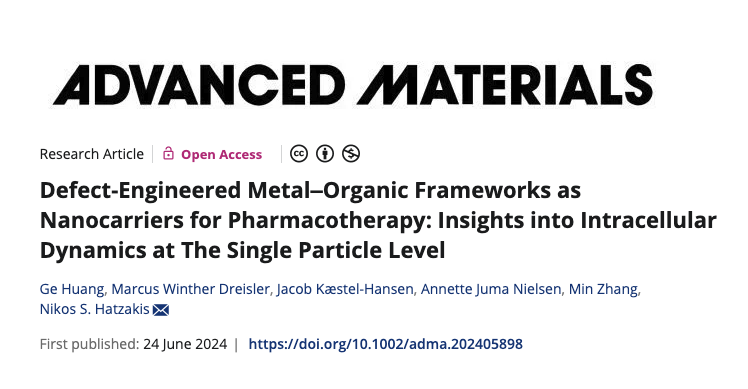 ADVANCED MATERIALS
Research Article Open Access cc
Defect-Engineered Metal–Organic Frameworks as
Nanocarriers for Pharmacotherapy: Insights into Intracellular
Dynamics at The Single Particle Level
Ge Huang, Marcus Winther Dreisler, Jacob Kæstel-Hansen, Annette Juma Nielsen, Min Zhang,
Nikos S. Hatzakis
First published: 24 June 2024 | https://doi.org/10.1002/adma.202405898